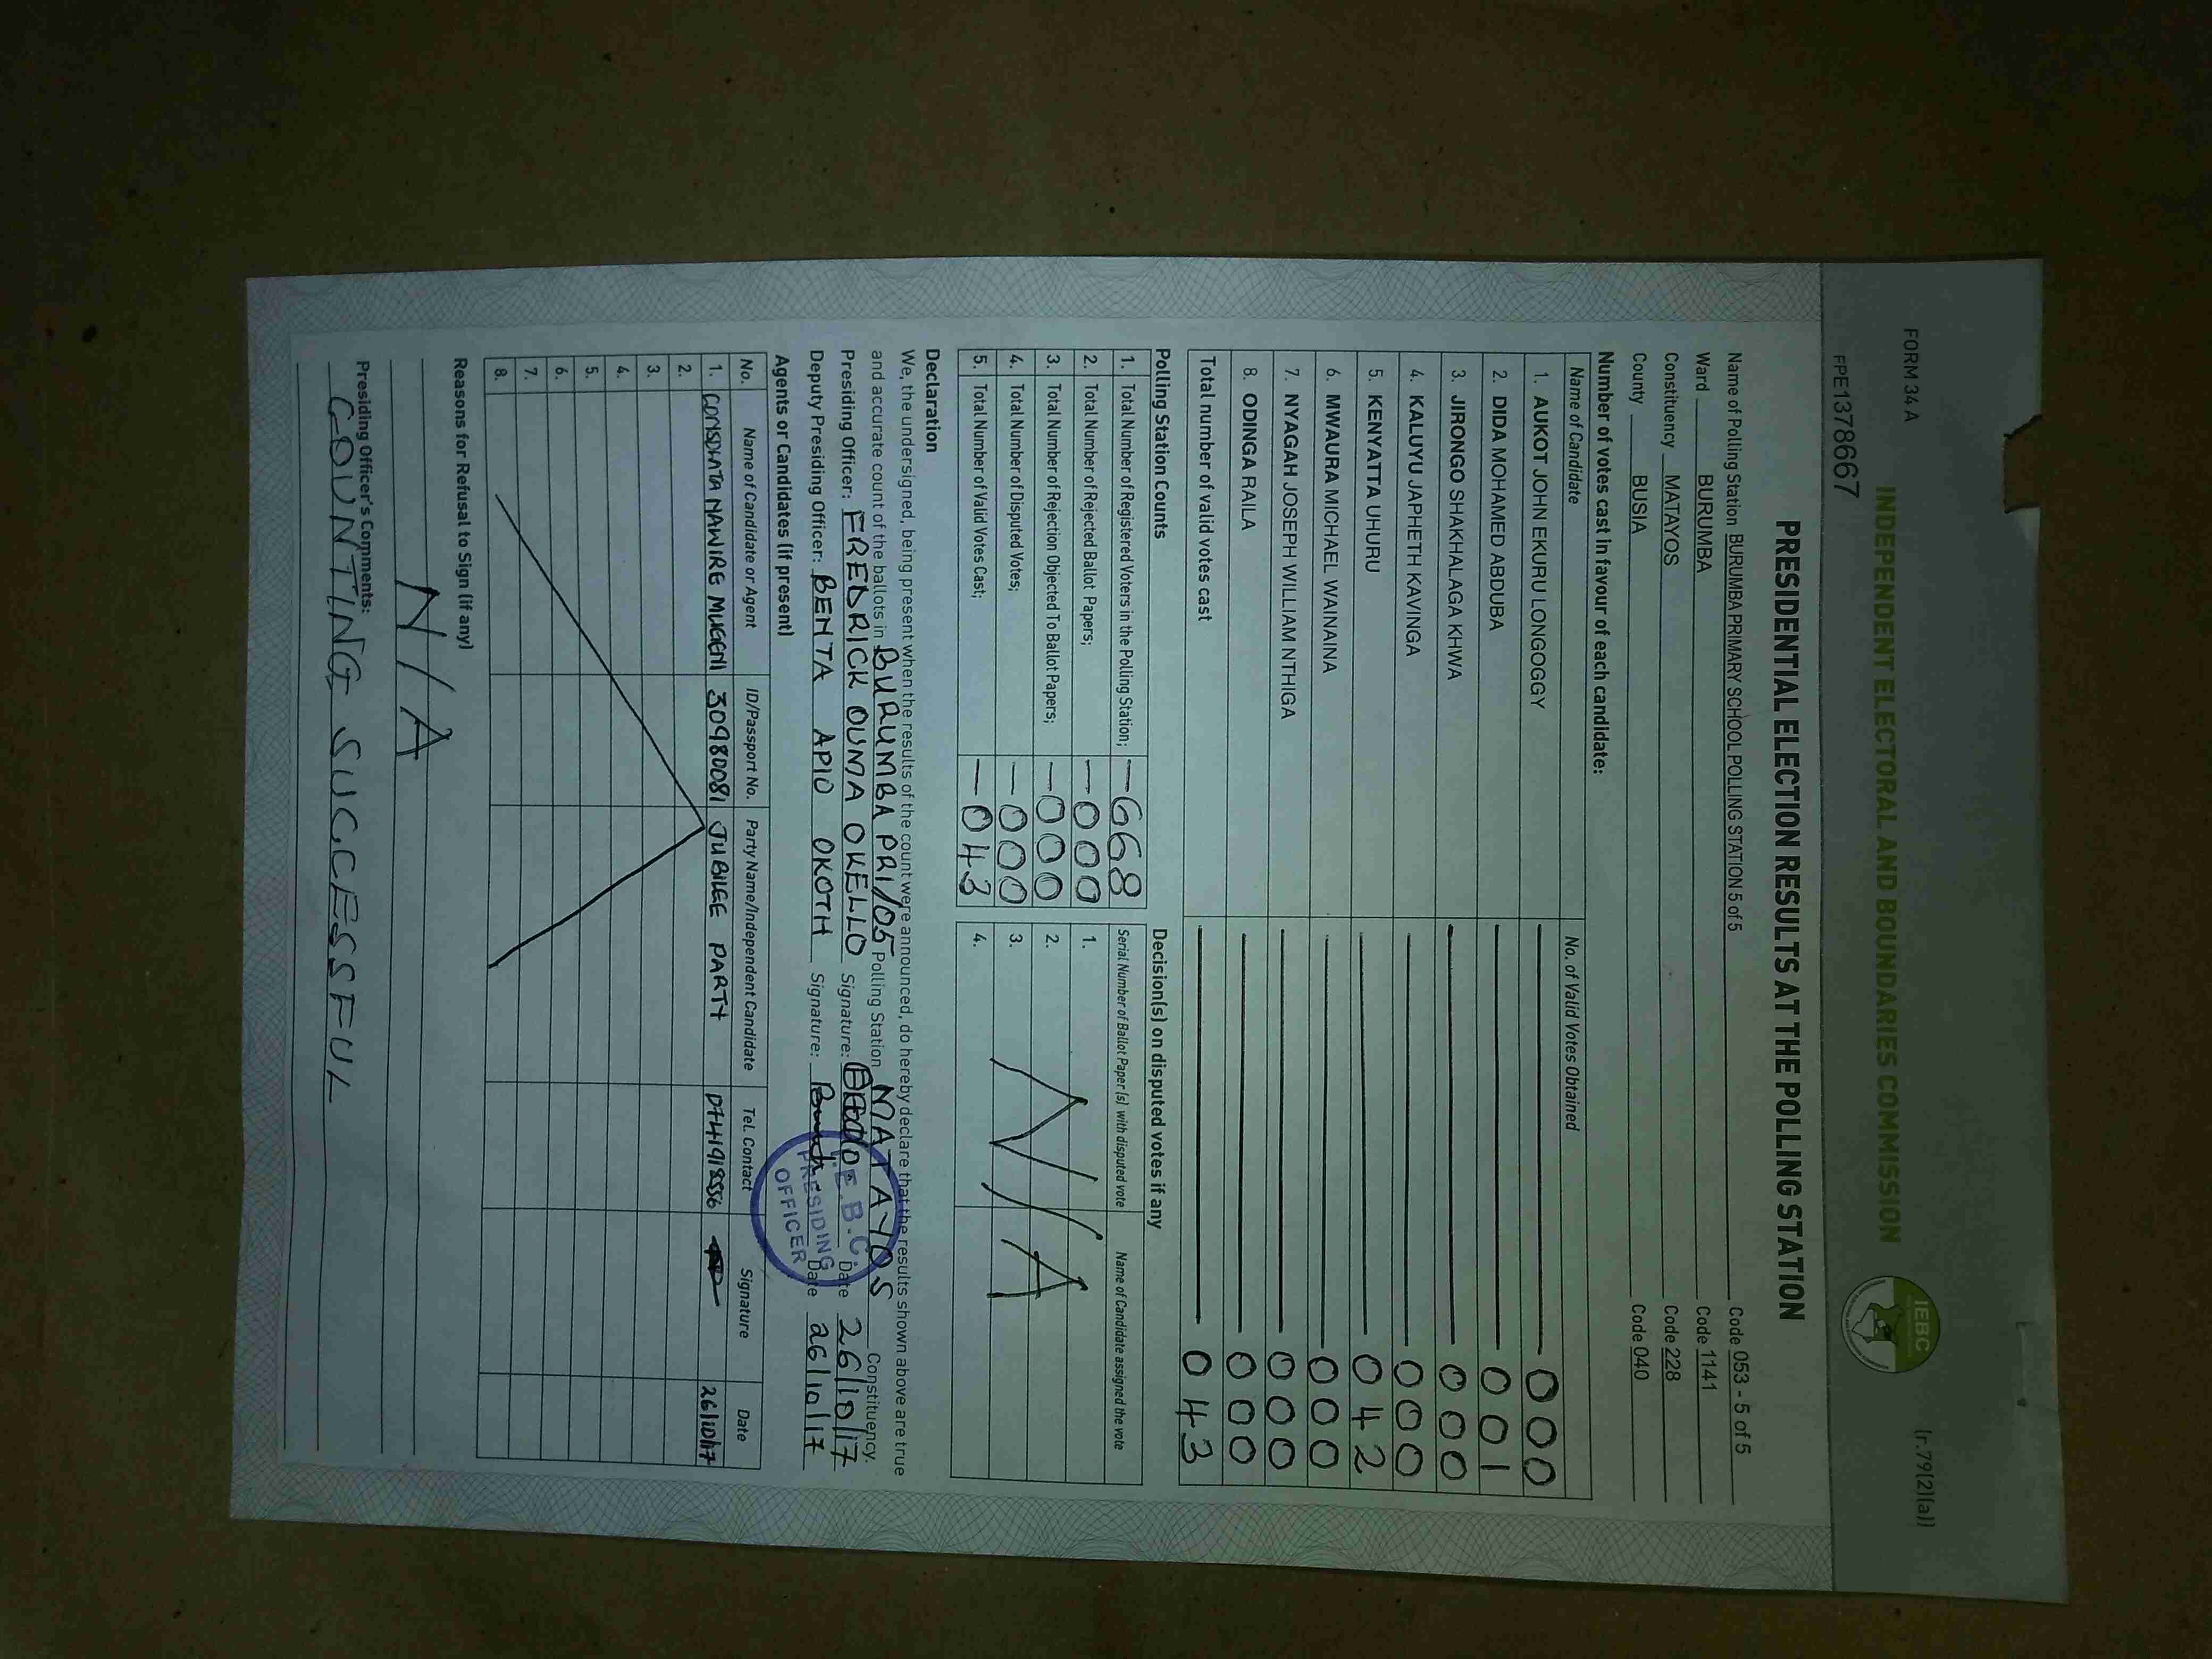 FORM 34 A
(r.79(2)(a))
INDEPENDENT ELECTORAL AND BOUNDARIES COMMISSION
IEBC
FPE1378667
PRESIDENTIAL ELECTION RESULTS AT THE POLLING STATION
Name of Polling Station BURUMBA PRIMARY SCHOOL POLLING STATION 5 of 5 Code 053 - 5 of 5
Ward BURUMBA Code 1141
Constituency MATAYOS Code 228
County BUSIA Code 040
Number of votes cast in favour of each candidate:
Name of Candidate No. of Valid Votes Obtained
1. AUKOT JOHN EKURU LONGOGGY 000
2. DIDA MOHAMED ABDUBA 001
3. JIRONGO SHAKHALAGA KHWA 000
4. KALUYU JAPHETH KAVINGA 000
5. KENYATTA UHURU 042
6. MWAURA MICHAEL WAINAINA 000
7. NYAGAH JOSEPH WILLIAM NTHIGA 000
8. ODINGA RAILA 000
Total number of valid votes cast 043
Polling Station Counts
1. Total Number of Registered Voters in the Polling Station; 668
2. Total Number of Rejected Ballot Papers; 000
3. Total Number of Rejection Objected To Ballot Papers; 000
4. Total Number of Disputed Votes; 000
5. Total Number of Valid Votes Cast; 043
Decision(s) on disputed votes if any
Serial Number of Ballot Paper(s) with disputed vote Name of Candidate assigned the vote
1.
2.
3.
4.
N/A
Declaration
We, the undersigned, being present when the results of the count were announced, do hereby declare that the results shown above are true
and accurate count of the ballots in BURUMBA PRI/05 Polling Station MATAYOS Constituency.
Presiding Officer: FREDRICK OUMA OKELLO Signature: Date 26/10/17
Deputy Presiding Officer: BENTA APIO OKOTH Signature: Date 26/10/17
I.E.B.C.
PRESIDING
OFFICER
Agents or Candidates (if present)
No. Name of Candidate or Agent ID/Passport No. Party Name/Independent Candidate Tel. Contact Signature Date
1. NAWIRE MUGENI 30980081 JUBILEE PARTY 26/10/17
2.
3.
4.
5.
6.
7.
8.
Reasons for Refusal to Sign (if any)
N/A
Presiding Officer's Comments:
COUNTING SUCCESSFUL